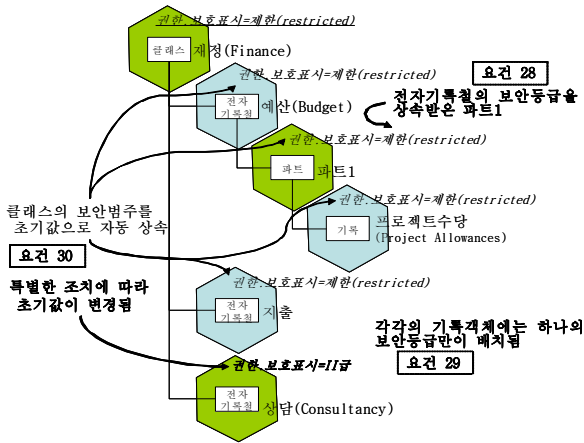 권한.보호표시=제한(restricted)
클래스
재정(Finance)
권한.보호표시=제한(restricted)
전자
기록철
예산(Budget)
요건 28
전자기록철의 보안등급을
상속받은 파트1
권한.보호표시=제한(restricted)
파트
파트1
클래스의 보안범주를
초기값으로 자동 상속
요건 30
권한.보호표시=제한(restricted)
기록
프로젝트수당
(Project Allowances)
특별한 조치에 따라
초기값이 변경됨
권한.보호표시=제한(restricted)
전자
기록철
지출
각각의 기록객체에는 하나의
보안등급만이 배치됨
요건 29
권한.보호표시=II급
전자
기록철
상담(Consultancy)